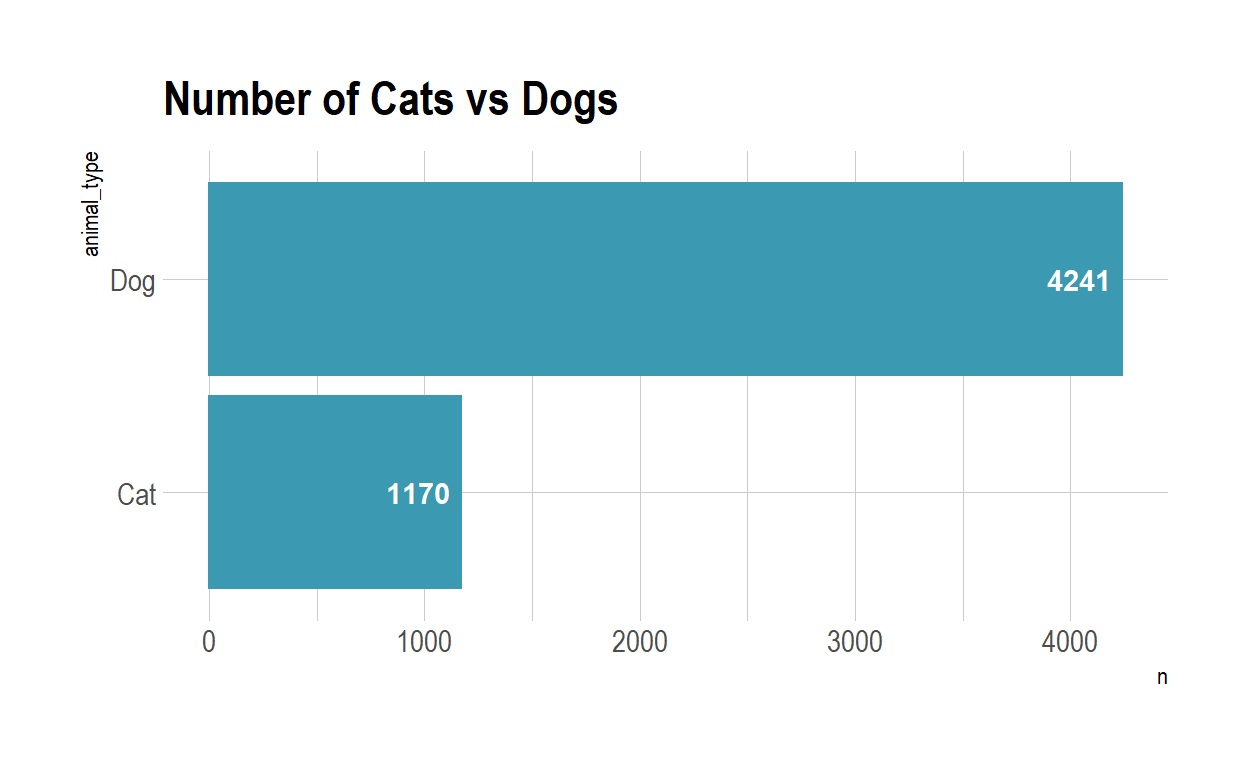 Number of Cats vs Dogs
animal_type
Dog
4241
Cat
1170
0 1000 2000 3000 4000
n